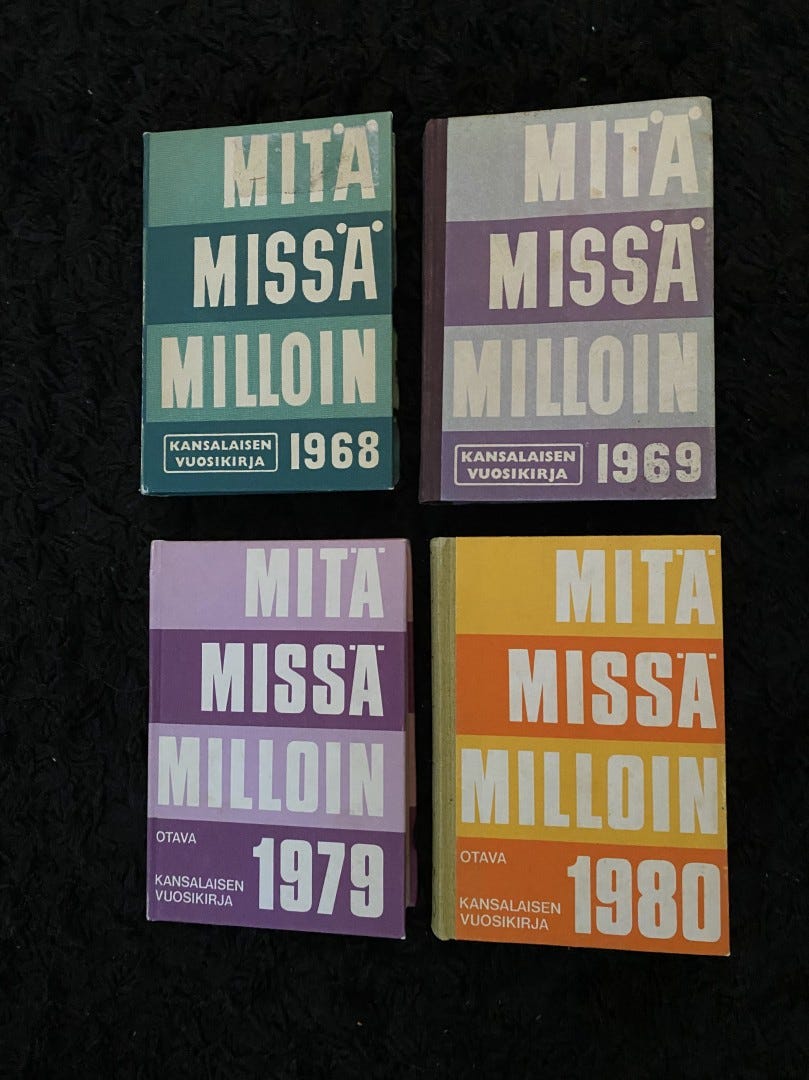 MITÄ
MISSÄ
MILLOIN
KANSALAISEN
VUOSIKIRJA
1968
MITÄ
MISSÄ
MILLOIN
KANSALAISEN
VUOSIKIRJA
1969
MITÄ
MISSÄ
MILLOIN
OTAVA
KANSALAISEN
VUOSIKIRJA
1979
MITÄ
MISSÄ
MILLOIN
OTAVA
KANSALAISEN
VUOSIKIRJA
1980